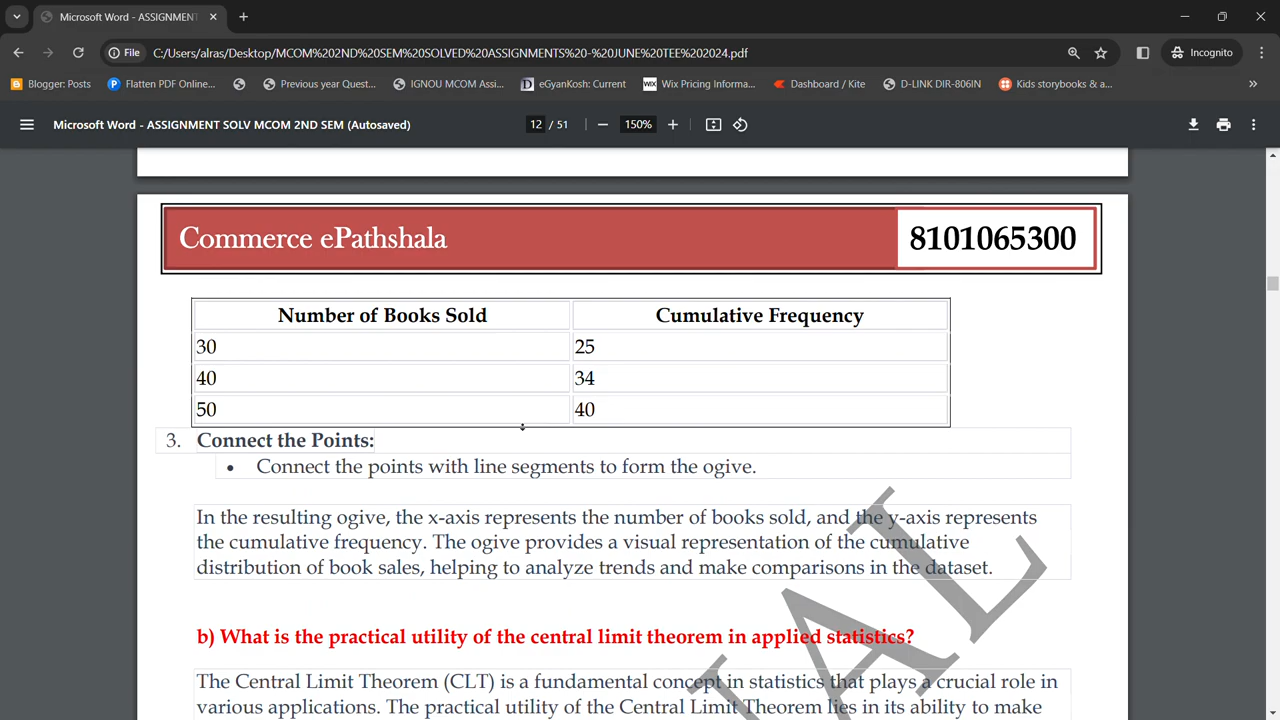 Microsoft Word - ASSIGNMENT
File
C:/Users/alras/Desktop/MCOM%202ND%20SEM%20SOLVED%20ASSIGNMENTS%20-%20JUNE%20TEE%202024.pdf
Incognito
Blogger: Posts
Flatten PDF Online...
Previous year Quest...
IGNOU MCOM Assi...
eGyanKosh: Current
WIX Wix Pricing Informa...
Dashboard / Kite
D-LINK DIR-806IN
Kids storybooks & a...
Microsoft Word - ASSIGNMENT SOLV MCOM 2ND SEM (Autosaved)
12 / 51
150%
Commerce ePathshala
8101065300
Number of Books Sold Cumulative Frequency
30 25
40 34
50 40
3. Connect the Points:
• Connect the points with line segments to form the ogive.
In the resulting ogive, the x-axis represents the number of books sold, and the y-axis represents
the cumulative frequency. The ogive provides a visual representation of the cumulative
distribution of book sales, helping to analyze trends and make comparisons in the dataset.
b) What is the practical utility of the central limit theorem in applied statistics?
The Central Limit Theorem (CLT) is a fundamental concept in statistics that plays a crucial role in
various applications. The practical utility of the Central Limit Theorem lies in its ability to make